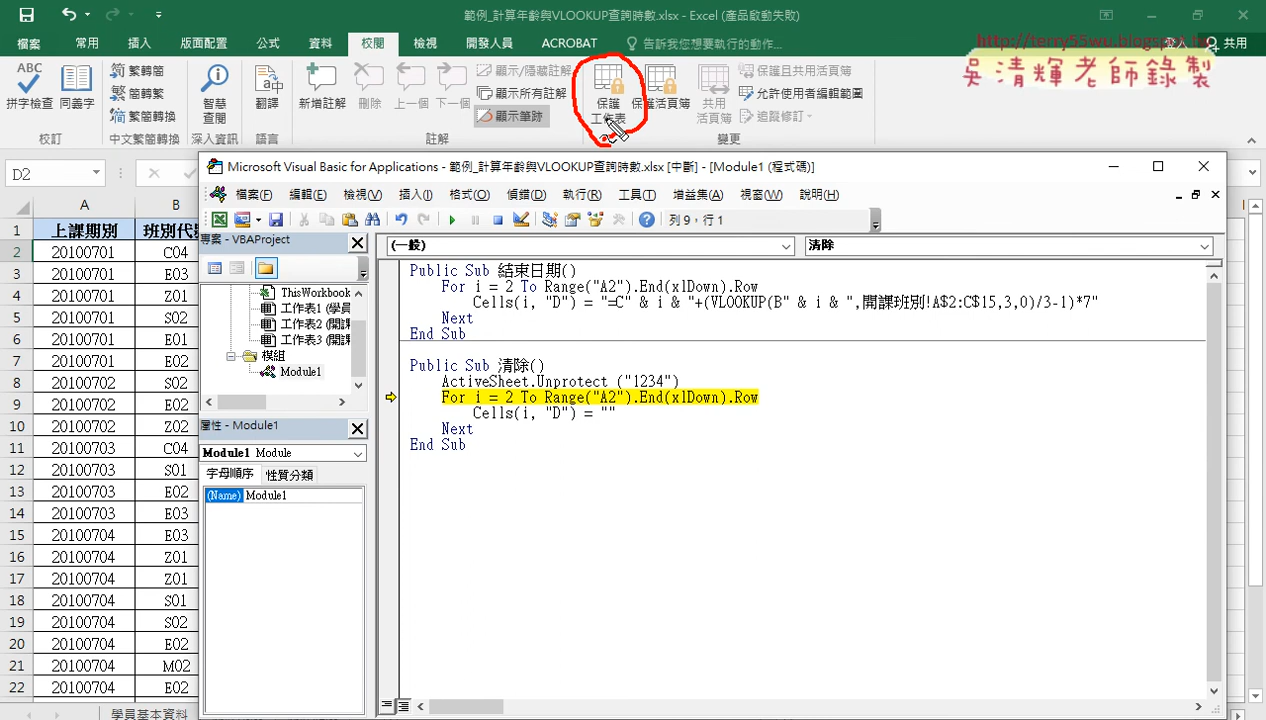 範例_計算年齡與VLOOKUP查詢時數.xlsx - Excel (產品啟動失敗)
http://terry55wu.blogspot.tw
檔案 常用 插入 版面配置 公式 資料 校閱 檢視 開發人員 ACROBAT 告訴我您想要執行的動作... 登入 共用
吳清輝老師錄製
ABC
拼字檢查 同義字
校訂
繁轉簡
簡轉繁
繁簡轉換
中文繁簡轉換
智慧
查閱
深入資訊
翻譯
語言
新增註解 刪除 上一個 下一個
顯示/隱藏註解
顯示所有註解
顯示筆跡
註解
保護
工作表
保護活頁簿
共用
活頁簿
保護且共用活頁簿
允許使用者編輯範圍
追蹤修訂
變更
D2
Microsoft Visual Basic for Applications - 範例_計算年齡與VLOOKUP查詢時數.xlsx [中斷] - [Module1 (程式碼)]
檔案(F) 編輯(E) 檢視(V) 插入(I) 格式(O) 偵錯(D) 執行(R) 工具(T) 增益集(A) 視窗(W) 說明(H)
列 9，行 1
專案 - VBAProject
ThisWorkbook
工作表1 (學員
工作表2 (開課
工作表3 (開課
模組
Module1
屬性 - Module1
Module1 Module
字母順序 性質分類
(Name) Module1
(一般) 清除
Public Sub 結束日期()
For i = 2 To Range("A2").End(xlDown).Row
Cells(i, "D") = "=C" & i & "+(VLOOKUP(B" & i & ",開課班別!A$2:C$15,3,0)/3-1)*7"
Next
End Sub
Public Sub 清除()
ActiveSheet.Unprotect ("1234")
For i = 2 To Range("A2").End(xlDown).Row
Cells(i, "D") = ""
Next
End Sub
A B
1 上課期別 班別代
2 20100701 C04
3 20100701 E03
4 20100701 Z01
5 20100701 S02
6 20100701 E01
7 20100701 E02
8 20100702 S02
9 20100702 E02
10 20100702 Z02
11 20100703 C04
12 20100703 S01
13 20100703 E02
14 20100703 E03
15 20100704 E03
16 20100704 Z01
17 20100704 Z01
18 20100704 S01
19 20100704 S02
20 20100704 E02
21 20100704 M02
22 20100704 E02
學員基本資料